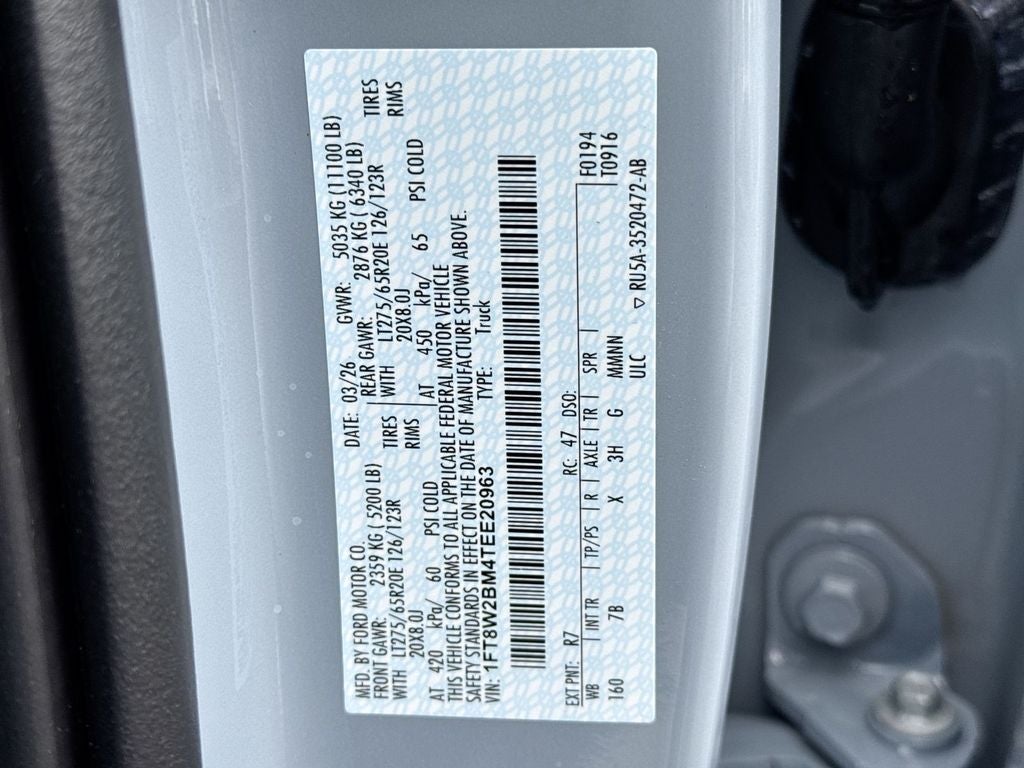 MFD BY FORD MOTOR CO. DATE: 03/26 GVWR: 5035 KG (11100 LB)
FRONT GAWR: 2359 KG (5200 LB) REAR GAWR: 2876 KG ( 6340 LB)
WITH LT275/65R20E 126/123R TIRES WITH LT275/65R20E 126/123R TIRES
20X8.0J RIMS 20X8.0J RIMS
AT 420 kPa/ 60 PSI COLD AT 450 kPa/ 65 PSI COLD
THIS VEHICLE CONFORMS TO ALL APPLICABLE FEDERAL MOTOR VEHICLE
SAFETY STANDARDS IN EFFECT ON THE DATE OF MANUFACTURE SHOWN ABOVE.
VIN: 1FT8W2BM4TEE20963 TYPE: Truck
EXT PNT: R7 RC: 47 DSO: F0194
WB INT TR TP/PS R AXLE TR SPR T0916
160 7B X 3H G MMNN
ULC ▽ RU5A-3520472-AB